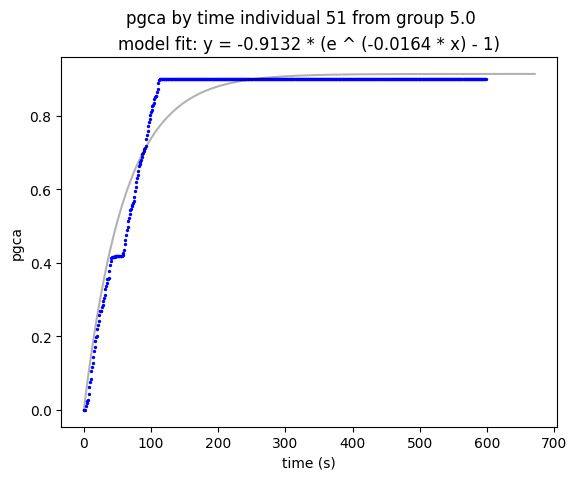 pgca by time individual 51 from group 5.0
model fit: y = -0.9132 * (e ^ (-0.0164 * x) - 1)
0.8
0.6
0.4
0.2
0.0
pgca
0 100 200 300 400 500 600 700
time (s)